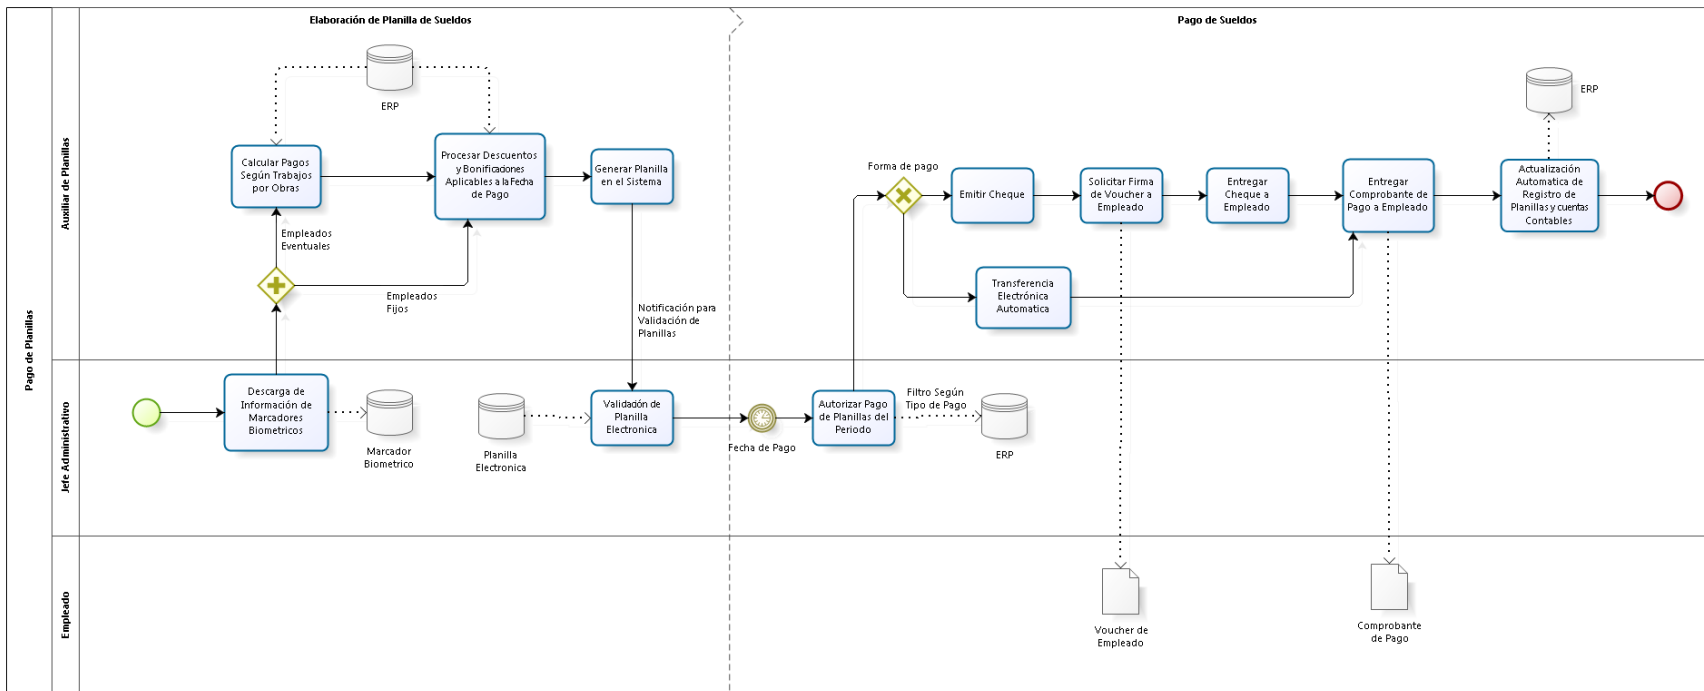 Elaboración de Planilla de Sueldos
Pago de Sueldos
Pago de Planillas
Auxiliar de Planillas
ERP
Calcular Pagos
Según Trabajos
por Obras
Procesar Descuentos
y Bonificaciones
Aplicables a la Fecha
de Pago
Generar Planilla
en el Sistema
Empleados
Eventuales
Empleados
Fijos
Notificación para
Validación de
Planillas
Forma de pago
Emitir Cheque
Solicitar Firma
de Voucher a
Empleado
Entregar
Cheque a
Empleado
Entregar
Comprobante de
Pago a Empleado
ERP
Actualización
Automatica de
Registro de
Planillas y cuentas
Contables
Transferencia
Electrónica
Automatica
Jefe Administrativo
Descarga de
Información de
Marcadores
Biometricos
Marcador
Biometrico
Planilla
Electronica
Validación de
Planilla
Electronica
Fecha de Pago
Autorizar Pago
de Planillas del
Periodo
Filtro Según
Tipo de Pago
ERP
Empleado
Voucher de
Empleado
Comprobante
de Pago